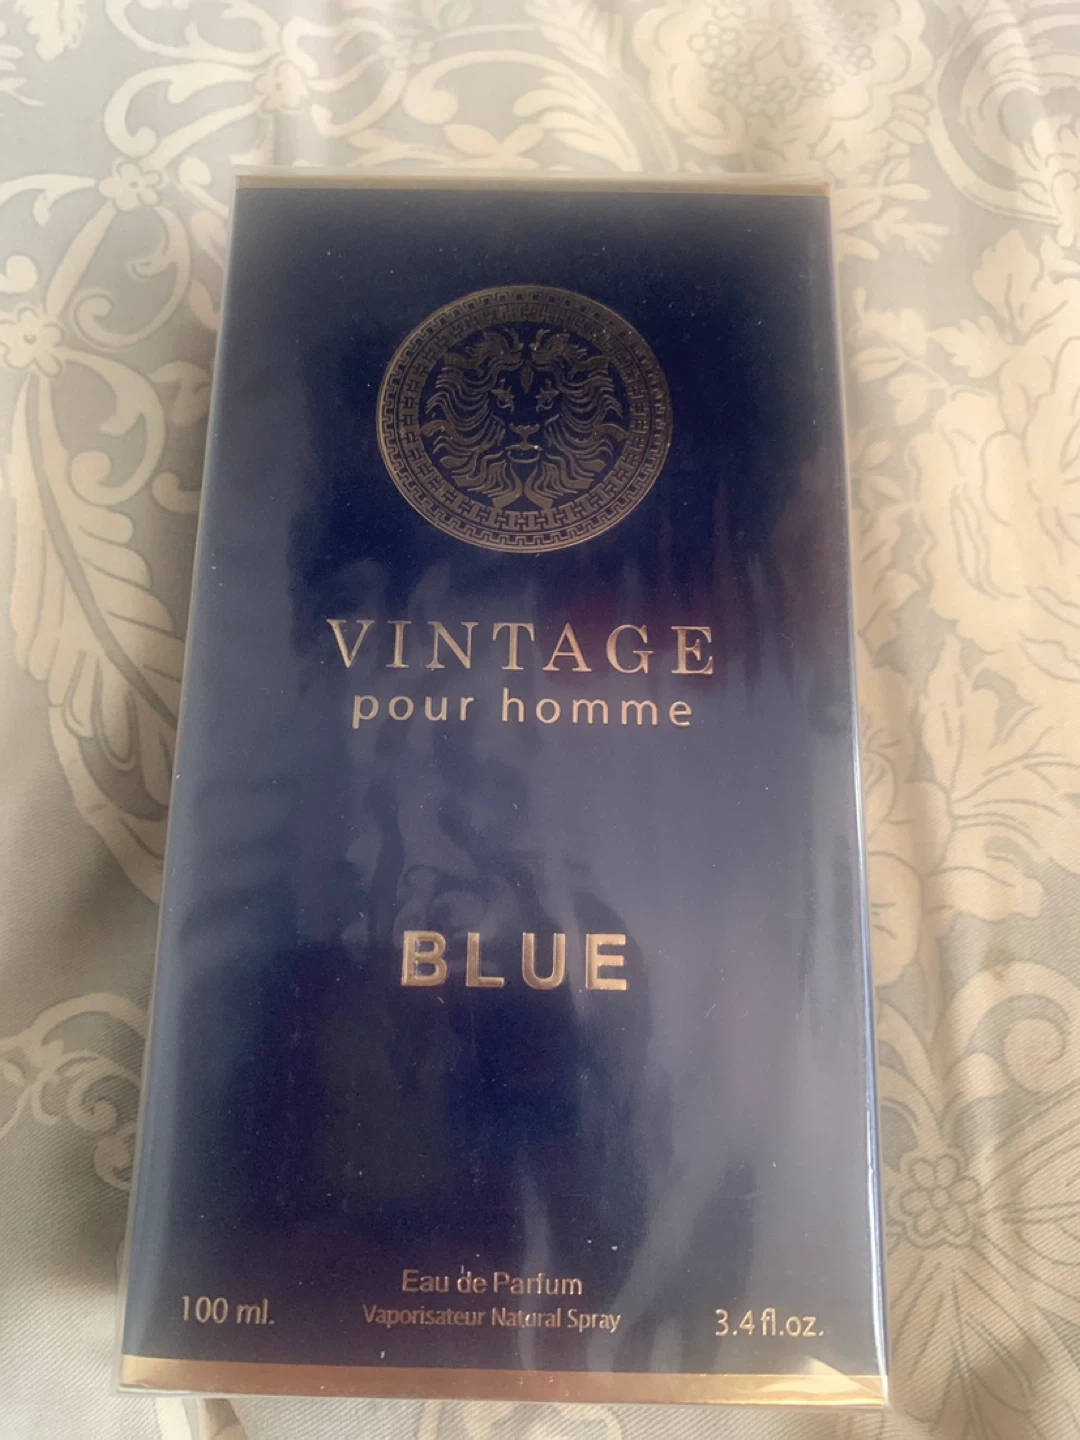 VINTAGE
pour homme
BLUE
Eau de Parfum
100 ml.
Vaporisateur Natural Spray
3.4 fl.oz.